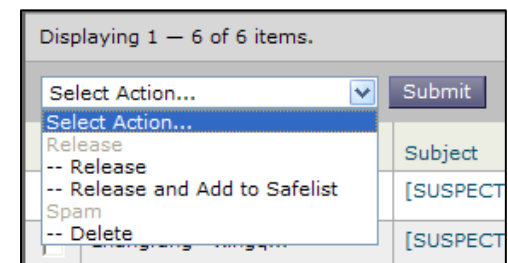 Displaying 1 — 6 of 6 items.
Select Action... Submit
Select Action...
Release
-- Release
-- Release and Add to Safelist
Spam
-- Delete
Subject
[SUSPECT
[SUSPECT